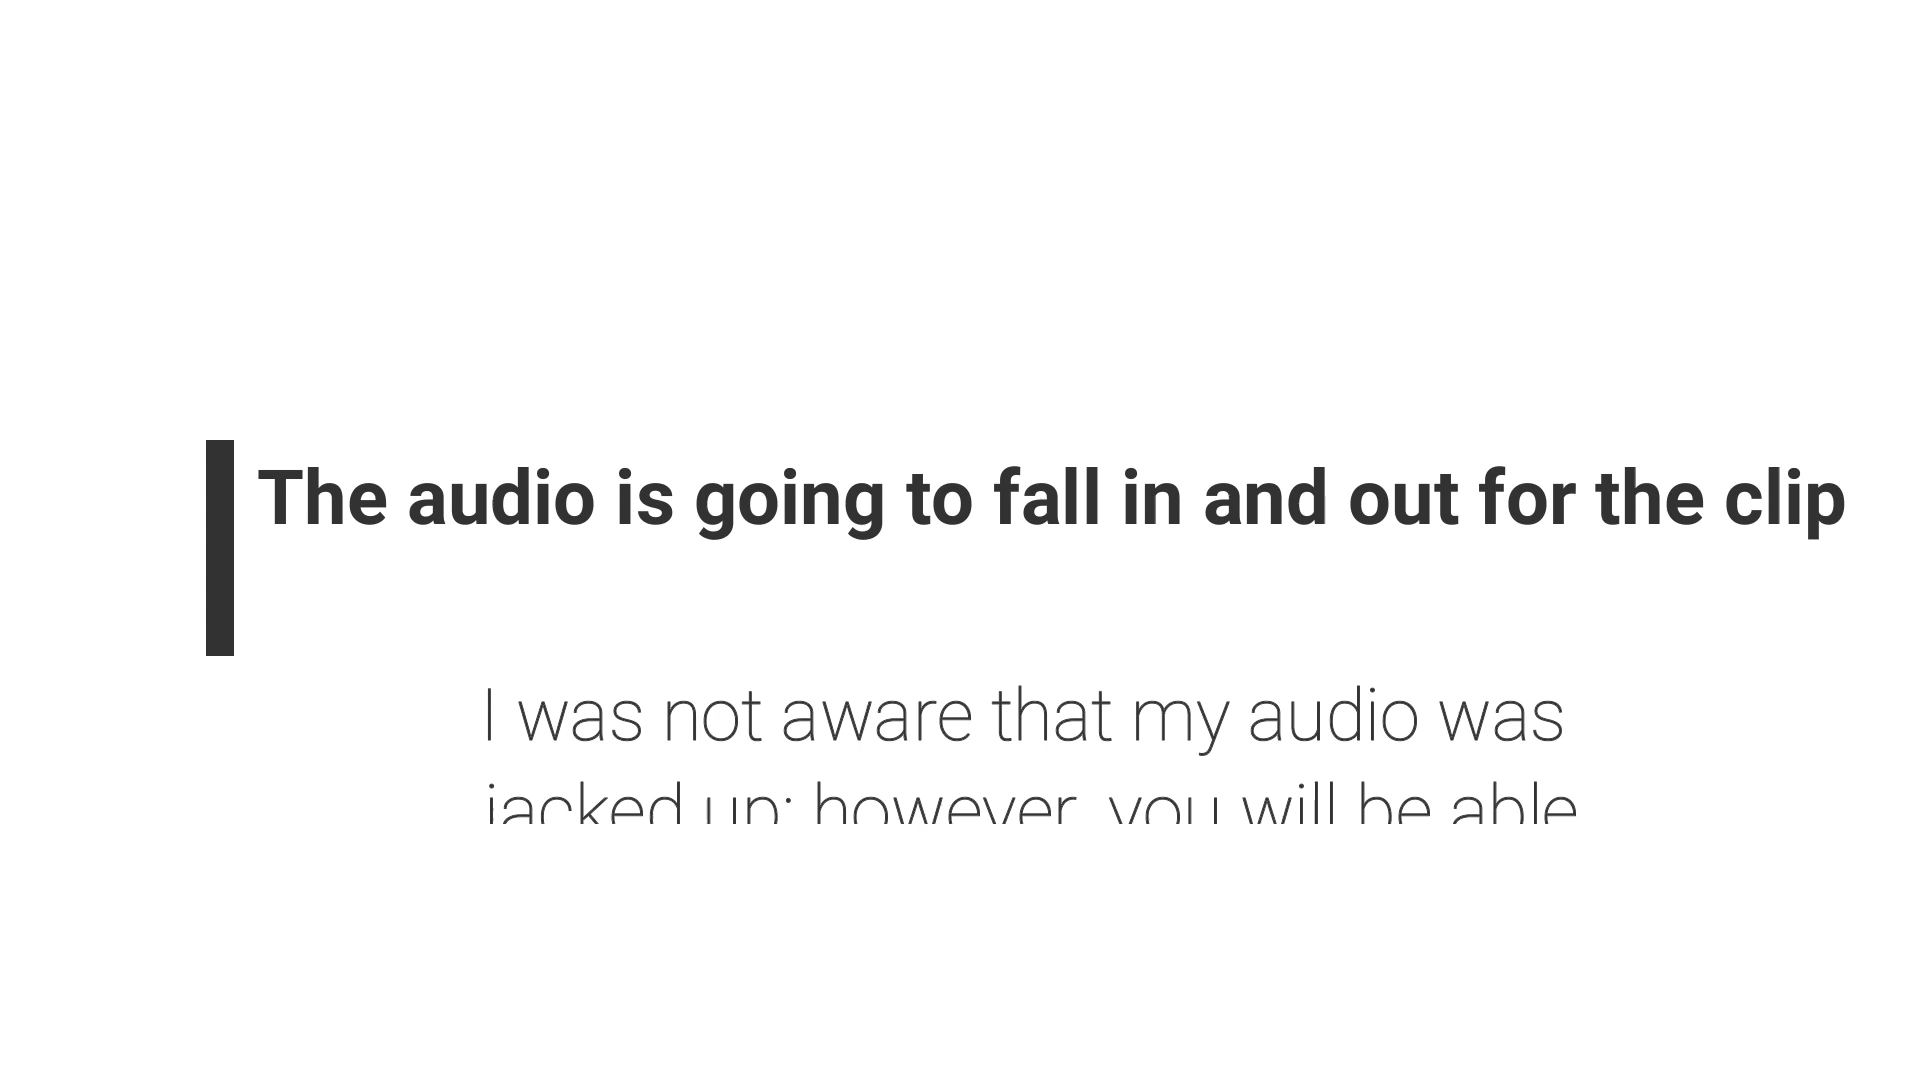 The audio is going to fall in and out for the clip
I was not aware that my audio was
jacked up; however, you will be able